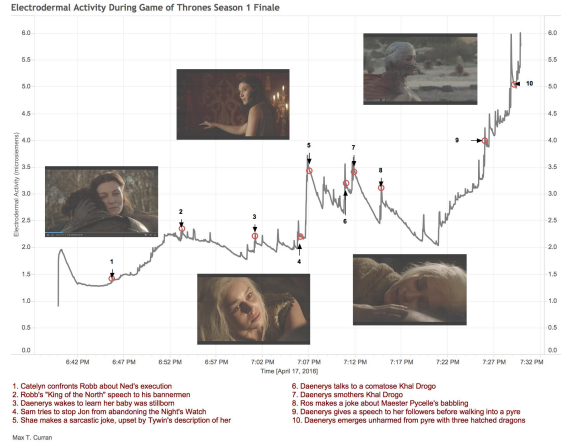 Electrodermal Activity During Game of Thrones Season 1 Finale
6.0
5.5
5.0
4.5
4.0
3.5
3.0
2.5
2.0
1.5
1.0
0.5
0.0
Electrodermal Activity (microsiemens)
1
2
3
4
5
6
7
8
9
10
6.0
5.5
5.0
4.5
4.0
3.5
3.0
2.5
2.0
1.5
1.0
0.5
0.0
6:42 PM 6:47 PM 6:52 PM 6:57 PM 7:02 PM 7:07 PM 7:12 PM 7:17 PM 7:22 PM 7:27 PM 7:32 PM
Time [April 17, 2016]
1. Catelyn confronts Robb about Ned's execution
2. Robb's "King of the North" speech to his bannermen
3. Daenerys wakes to learn her baby was stillborn
4. Sam tries to stop Jon from abandoning the Night's Watch
5. Shae makes a sarcastic joke, upset by Tywin's description of her
6. Daenerys talks to a comatose Khal Drogo
7. Daenerys smothers Khal Drogo
8. Ros makes a joke about Maester Pycelle's babbling
9. Daenerys gives a speech to her followers before walking into a pyre
10. Daenerys emerges unharmed from pyre with three hatched dragons
Max T. Curran